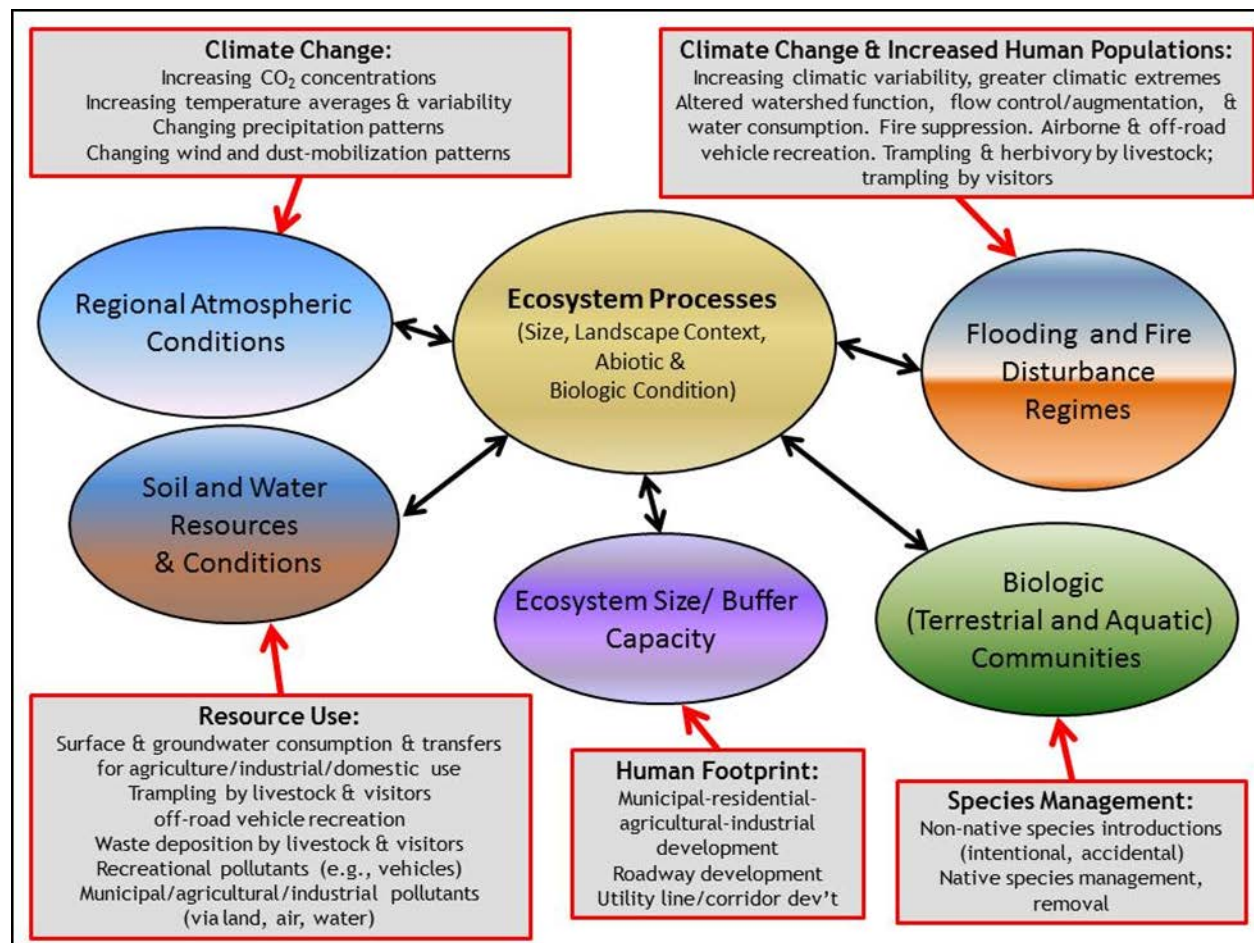 Climate Change:
Increasing CO₂ concentrations
Increasing temperature averages & variability
Changing precipitation patterns
Changing wind and dust-mobilization patterns
Climate Change & Increased Human Populations:
Increasing climatic variability, greater climatic extremes
Altered watershed function, flow control/augmentation, &
water consumption. Fire suppression. Airborne & off-road
vehicle recreation. Trampling & herbivory by livestock;
trampling by visitors
Regional Atmospheric
Conditions
Ecosystem Processes
(Size, Landscape Context,
Abiotic &
Biologic Condition)
Flooding and Fire
Disturbance
Regimes
Soil and Water
Resources
& Conditions
Ecosystem Size/ Buffer
Capacity
Biologic
(Terrestrial and Aquatic)
Communities
Resource Use:
Surface & groundwater consumption & transfers
for agriculture/industrial/domestic use
Trampling by livestock & visitors
off-road vehicle recreation
Waste deposition by livestock & visitors
Recreational pollutants (e.g., vehicles)
Municipal/agricultural/industrial pollutants
(via land, air, water)
Human Footprint:
Municipal-residential-
agricultural-industrial
development
Roadway development
Utility line/corridor dev’t
Species Management:
Non-native species introductions
(intentional, accidental)
Native species management,
removal